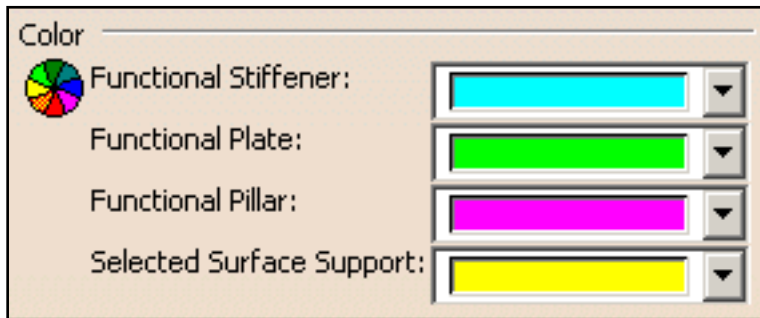 Color
Functional Stiffener:
Functional Plate:
Functional Pillar:
Selected Surface Support: